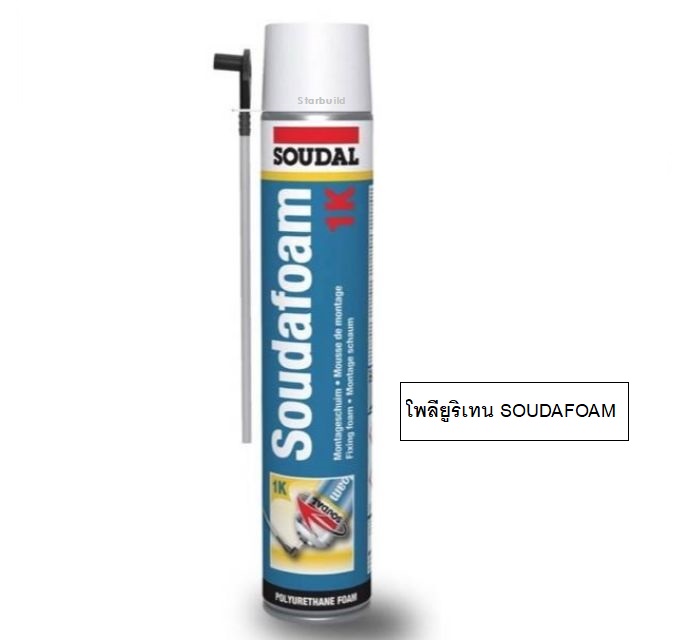 Starbuild
SOUDAL
Soudafoam
1K
Montageschuim • Mousse de montage
Fixing foam • Montage schaum
1K
SOUDAL
โพลียูริเทน SOUDAFOAM
POLYURETHANE FOAM